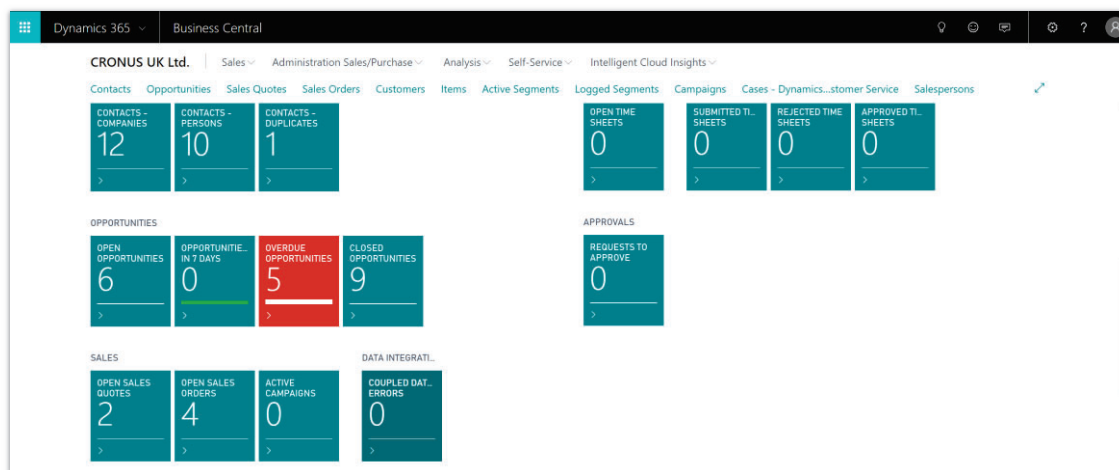 Dynamics 365 Business Central ?
CRONUS UK Ltd. Sales Administration Sales/Purchase Analysis Self-Service Intelligent Cloud Insights
Contacts Opportunities Sales Quotes Sales Orders Customers Items Active Segments Logged Segments Campaigns Cases - Dynamics...stomer Service Salespersons
CONTACTS -
COMPANIES
12
CONTACTS -
PERSONS
10
CONTACTS -
DUPLICATES
1
OPEN TIME
SHEETS
0
SUBMITTED TI...
SHEETS
0
REJECTED TIME
SHEETS
0
APPROVED TI...
SHEETS
0
OPPORTUNITIES
OPEN
OPPORTUNITIES
6
OPPORTUNITIE...
IN 7 DAYS
0
OVERDUE
OPPORTUNITIES
5
CLOSED
OPPORTUNITIES
9
APPROVALS
REQUESTS TO
APPROVE
0
SALES
OPEN SALES
QUOTES
2
OPEN SALES
ORDERS
4
ACTIVE
CAMPAIGNS
0
DATA INTEGRATI...
COUPLED DAT...
ERRORS
0